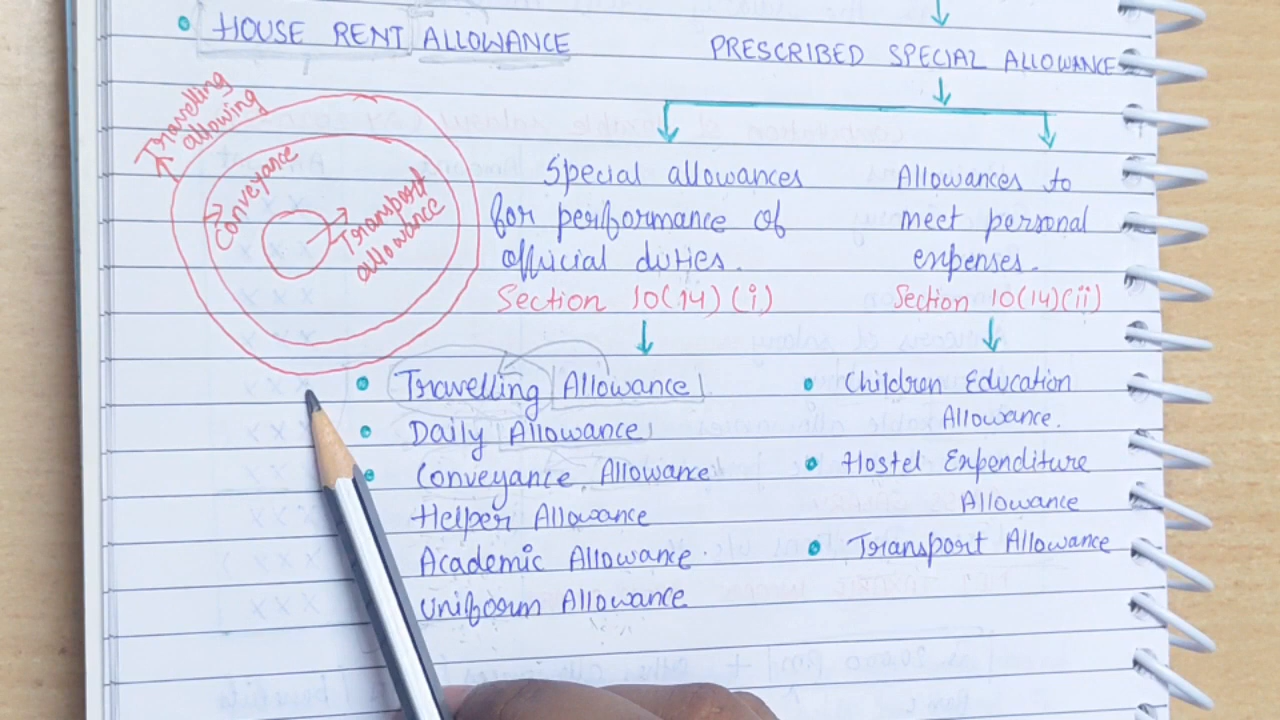 HOUSE RENT ALLOWANCE
PRESCRIBED SPECIAL ALLOWANCE
Travelling
allowing
Conveyance
Transport
allowance
Special allowances
for performance of
official duties.
Section 10(14)(i)
Allowances to
meet personal
expenses.
Section 10(14)(ii)
Travelling Allowance
Daily Allowance
Conveyance Allowance
Helper Allowance
Academic Allowance
Uniform Allowance
Children Education
Allowance.
Hostel Expenditure
Allowance
Transport Allowance